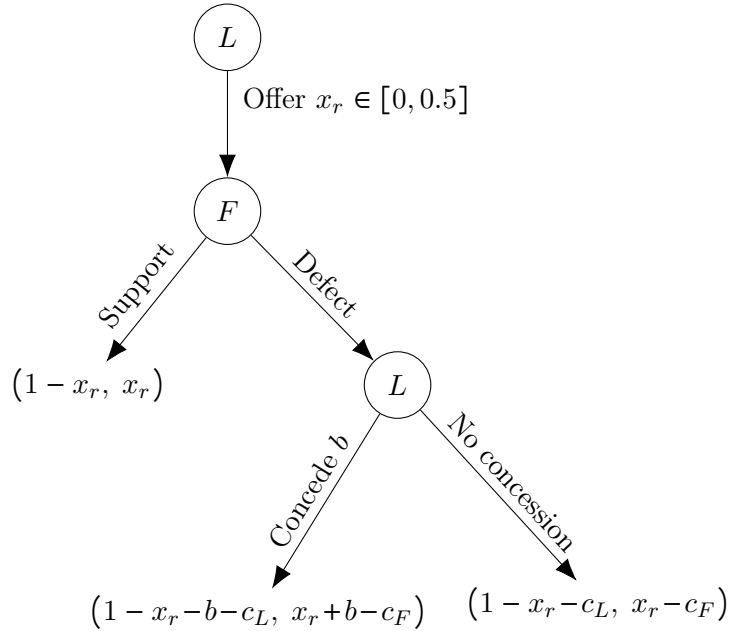 L
Offer x_r ∈ [0, 0.5]
F
Support
Defect
(1 − x_r, x_r)
L
Concede b
No concession
(1 − x_r − b − c_L, x_r + b − c_F)
(1 − x_r − c_L, x_r − c_F)